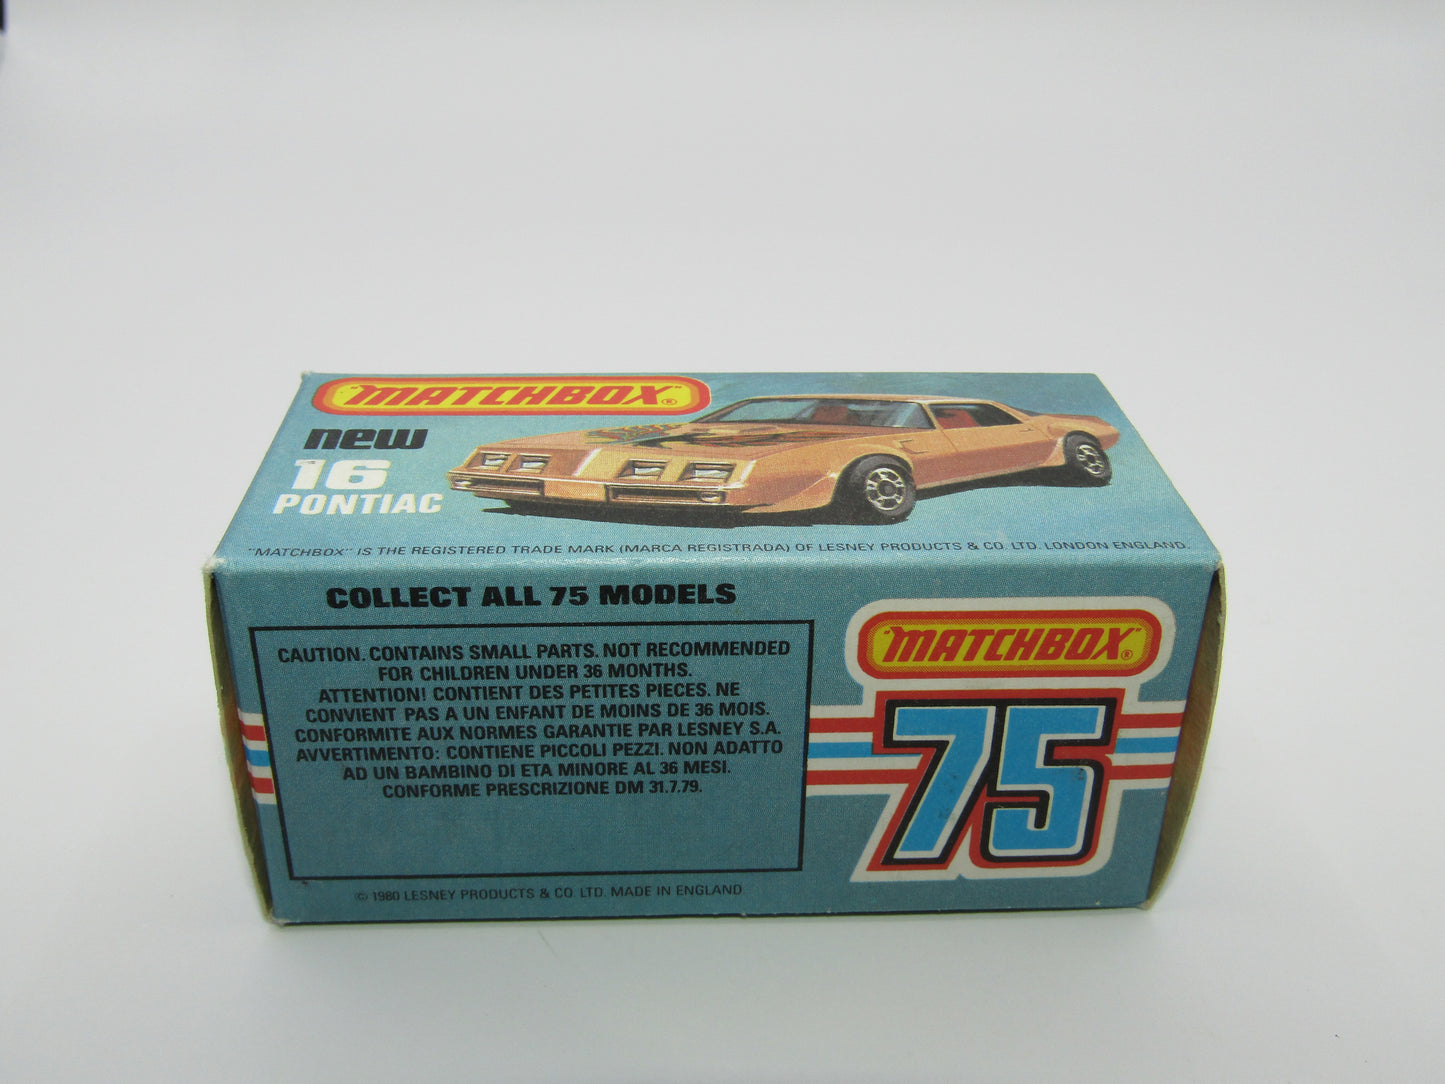 "MATCHBOX"®
new
16
PONTIAC
"MATCHBOX" IS THE REGISTERED TRADE MARK (MARCA REGISTRADA) OF LESNEY PRODUCTS & CO. LTD. LONDON ENGLAND.
COLLECT ALL 75 MODELS
CAUTION. CONTAINS SMALL PARTS. NOT RECOMMENDED
FOR CHILDREN UNDER 36 MONTHS.
ATTENTION! CONTIENT DES PETITES PIECES. NE
CONVIENT PAS A UN ENFANT DE MOINS DE 36 MOIS.
CONFORMITE AUX NORMES GARANTIE PAR LESNEY S.A.
AVVERTIMENTO: CONTIENE PICCOLI PEZZI. NON ADATTO
AD UN BAMBINO DI ETA MINORE AL 36 MESI.
CONFORME PRESCRIZIONE DM 31.7.79.
© 1980 LESNEY PRODUCTS & CO. LTD. MADE IN ENGLAND
"MATCHBOX"®
75